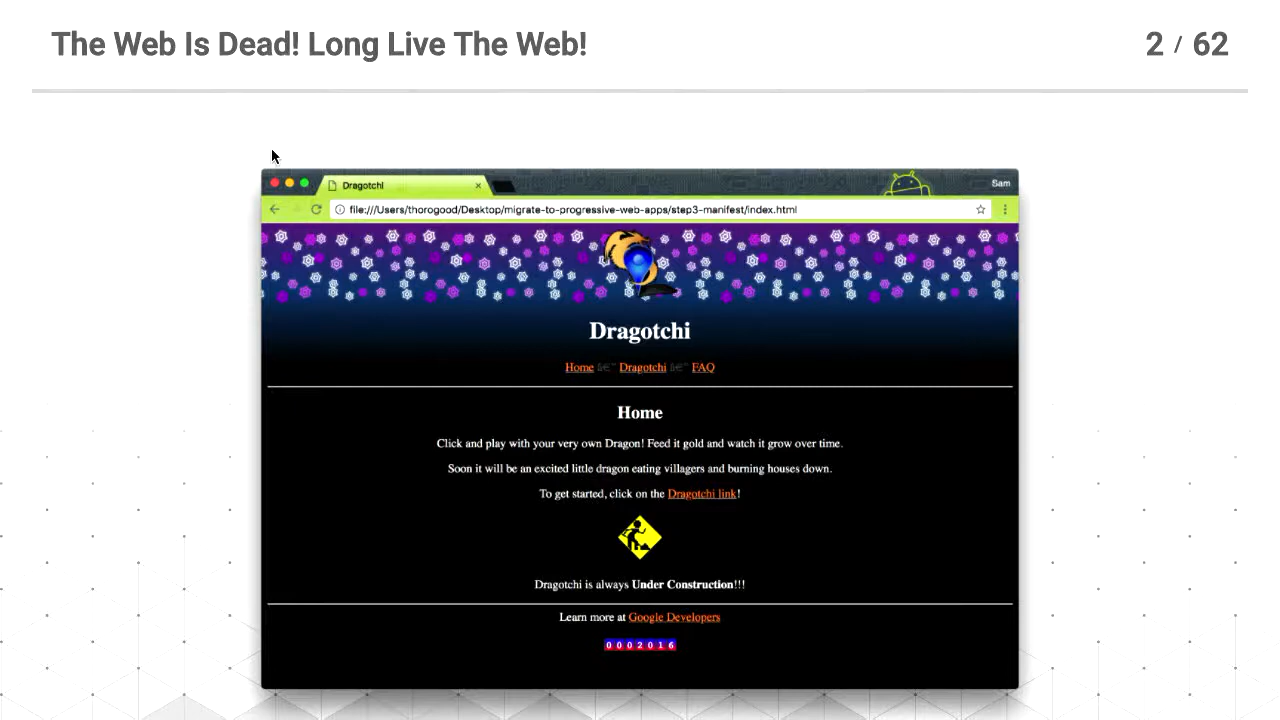 The Web Is Dead! Long Live The Web!
2 / 62
Dragotchi
Sam
file:///Users/thorogood/Desktop/migrate-to-progressive-web-apps/step3-manifest/index.html
Dragotchi
Home â€" Dragotchi â€" FAQ
Home
Click and play with your very own Dragon! Feed it gold and watch it grow over time.
Soon it will be an excited little dragon eating villagers and burning houses down.
To get started, click on the Dragotchi link!
Dragotchi is always Under Construction!!!
Learn more at Google Developers
0002016